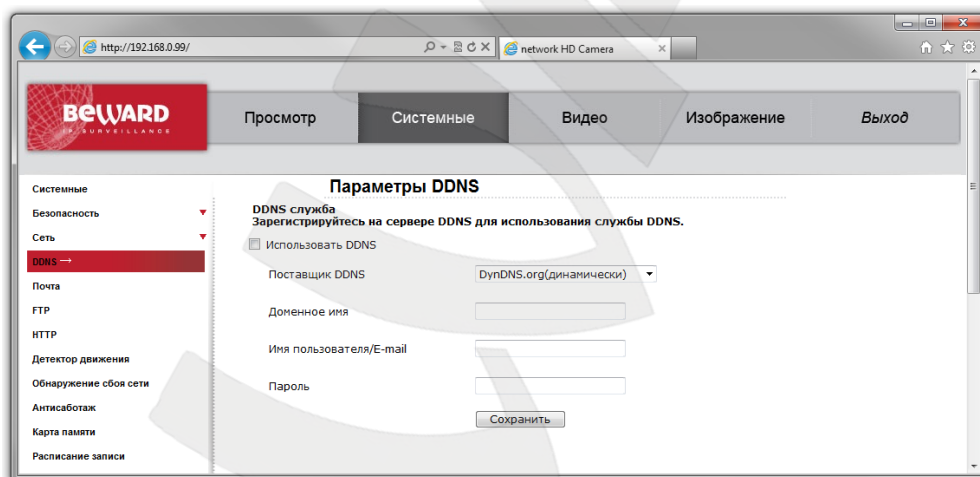 http://192.168.0.99/
network HD Camera
BEWARD
IP SURVEILLANCE
Просмотр
Системные
Видео
Изображение
Выход
Системные
Безопасность
Сеть
DDNS →
Почта
FTP
HTTP
Детектор движения
Обнаружение сбоя сети
Антисаботаж
Карта памяти
Расписание записи
Параметры DDNS
DDNS служба
Зарегистрируйтесь на сервере DDNS для использования службы DDNS.
Использовать DDNS
Поставщик DDNS
DynDNS.org(динамически)
Доменное имя
Имя пользователя/E-mail
Пароль
Сохранить